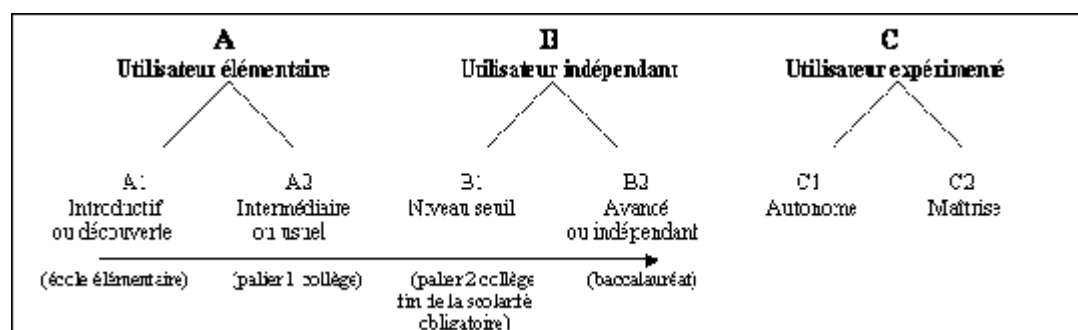 A B C
Utilisateur élémentaire Utilisateur indépendant Utilisateur expérimenté
A1 A2 B1 B2 C1 C2
Introductif Intermédiaire Niveau seuil Avancé Autonome Maîtrise
ou découverte ou usuel ou indépendant
(école élémentaire) (palier 1 collège) (palier 2 collège (baccalauréat)
fin de la scolarité
obligatoire)